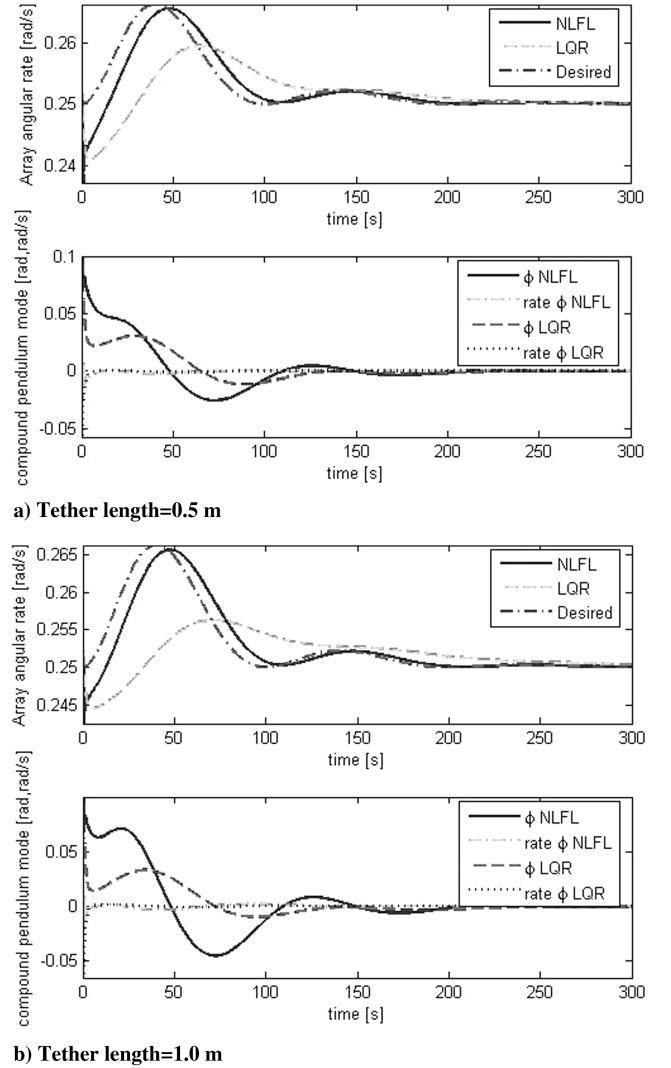 Array angular rate [rad/s]
0.26
0.25
0.24
NLFL
LQR
Desired
0 50 100 150 200 250 300
time [s]
compound pendulum mode [rad,rad/s]
0.1
0.05
0
-0.05
ϕ NLFL
rate ϕ NLFL
ϕ LQR
rate ϕ LQR
0 50 100 150 200 250 300
time [s]
a) Tether length=0.5 m
Array angular rate [rad/s]
0.265
0.26
0.255
0.25
0.245
NLFL
LQR
Desired
0 50 100 150 200 250 300
time [s]
compound pendulum mode [rad,rad/s]
0.05
0
-0.05
ϕ NLFL
rate ϕ NLFL
ϕ LQR
rate ϕ LQR
0 50 100 150 200 250 300
time [s]
b) Tether length=1.0 m